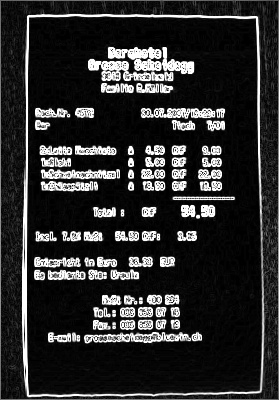 Berghotel
Grosse Scheidegg
3818 Grindelwald
Familie R.Müller
Rech.Nr. 4572 30.07.2007/13:29:17
Bar Tisch 7/01
2xLatte Macchiato à 4.50 CHF 9.00
1xGloki à 5.00 CHF 5.00
1xSchweinschnitzel à 22.00 CHF 22.00
1xChässpätzli à 18.50 CHF 18.50
Total: CHF 54.50
Incl. 7.6% MwSt 54.50 CHF: 3.85
Entspricht in Euro 36.33 EUR
Es bediente Sie: Ursula
MwSt Nr.: 430 234
Tel.: 033 853 67 16
Fax.: 033 853 67 19
E-mail: grossescheidegg@bluewin.ch